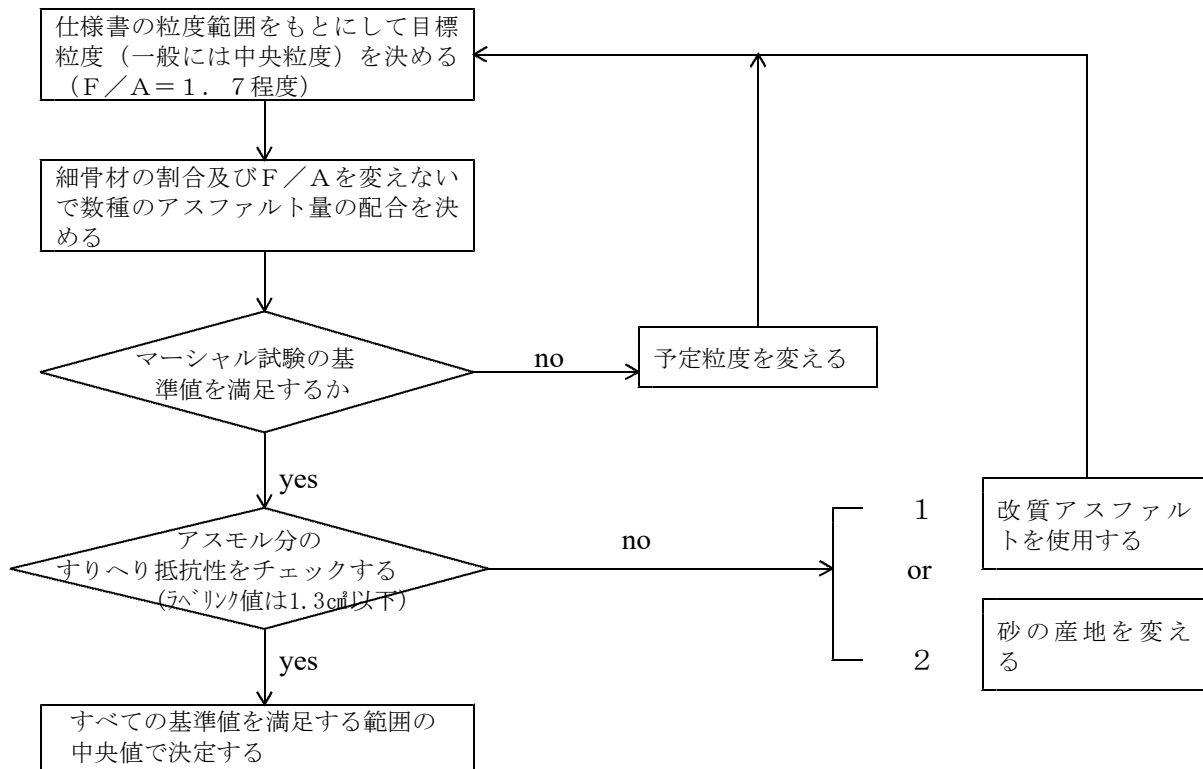 仕様書の粒度範囲をもとにして目標
粒度（一般には中央粒度）を決める
（Ｆ／Ａ＝１．７程度）
細骨材の割合及びＦ／Ａを変えない
で数種のアスファルト量の配合を決
める
マーシャル試験の基
準値を満足するか
no
予定粒度を変える
yes
アスモル分の
すりへり抵抗性をチェックする
(ﾗﾍﾞﾘﾝｸ値は1.3㎠以下)
no
1
or
2
改質アスファル
トを使用する
砂の産地を変え
る
yes
すべての基準値を満足する範囲の
中央値で決定する